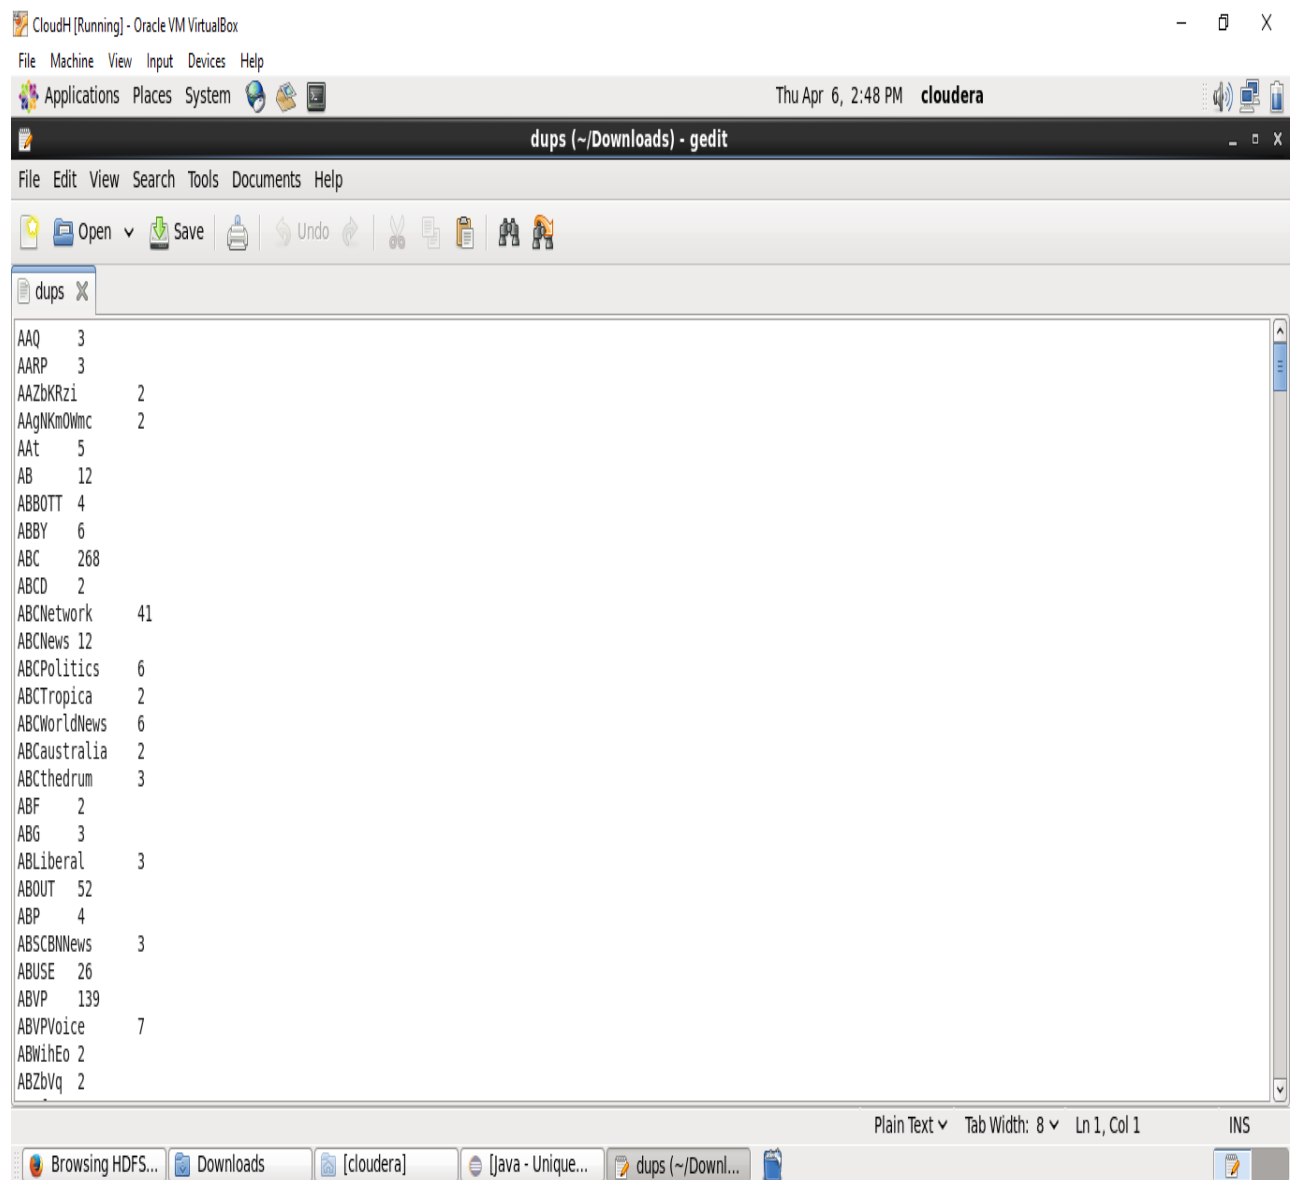 CloudH [Running] - Oracle VM VirtualBox
File Machine View Input Devices Help
Applications Places System Thu Apr 6, 2:48 PM cloudera
dups (~/Downloads) - gedit
File Edit View Search Tools Documents Help
Open Save Undo
dups
AAQ 3
AARP 3
AAZbKRzi 2
AAgNKmOWmc 2
AAt 5
AB 12
ABBOTT 4
ABBY 6
ABC 268
ABCD 2
ABCNetwork 41
ABCNews 12
ABCPolitics 6
ABCTropica 2
ABCWorldNews 6
ABCaustralia 2
ABCthedrum 3
ABF 2
ABG 3
ABLiberal 3
ABOUT 52
ABP 4
ABSCBNNews 3
ABUSE 26
ABVP 139
ABVPVoice 7
ABWihEo 2
ABZbVq 2
Plain Text Tab Width: 8 Ln 1, Col 1 INS
Browsing HDFS... Downloads [cloudera] [Java - Unique... dups (~/Downl...